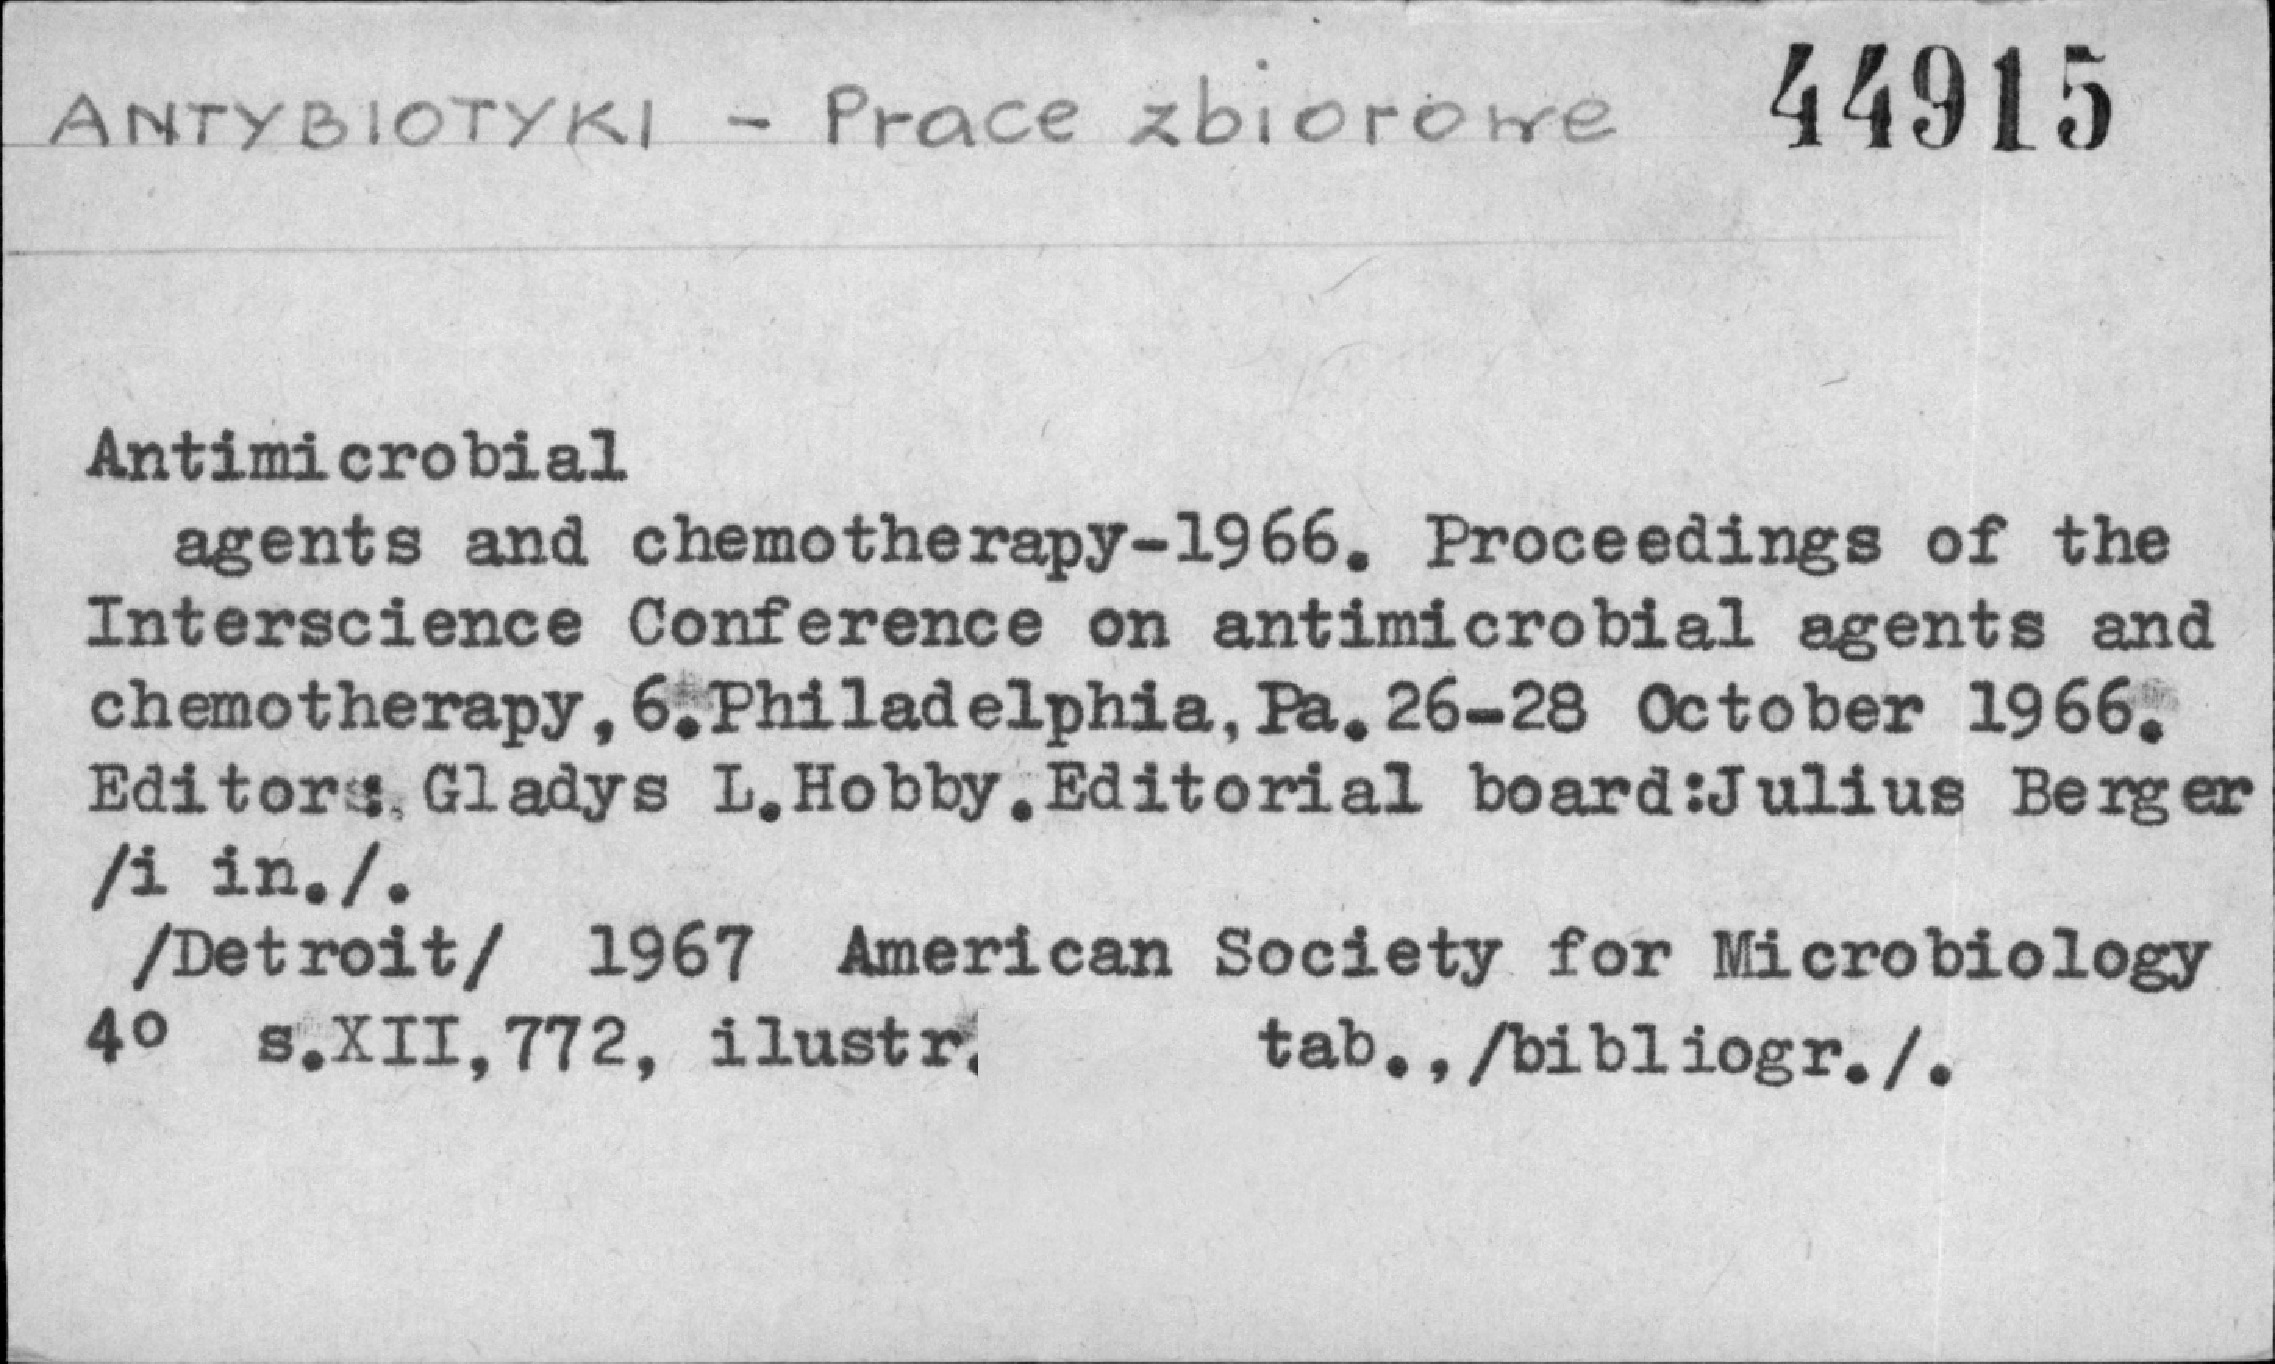 ANTYBIOTYKI - Prace zbiorowe 44915
Antimicrobial
agents and chemotherapy-1966. Proceedings of the
Interscience Conference on antimicrobial agents and
chemotherapy,6.Philadelphia,Pa.26-28 October 1966.
Editor: Gladys L.Hobby.Editorial board:Julius Berger
/i in./.
/Detroit/ 1967 American Society for Microbiology
4o s.XII,772, ilustr. tab.,/bibliogr./.